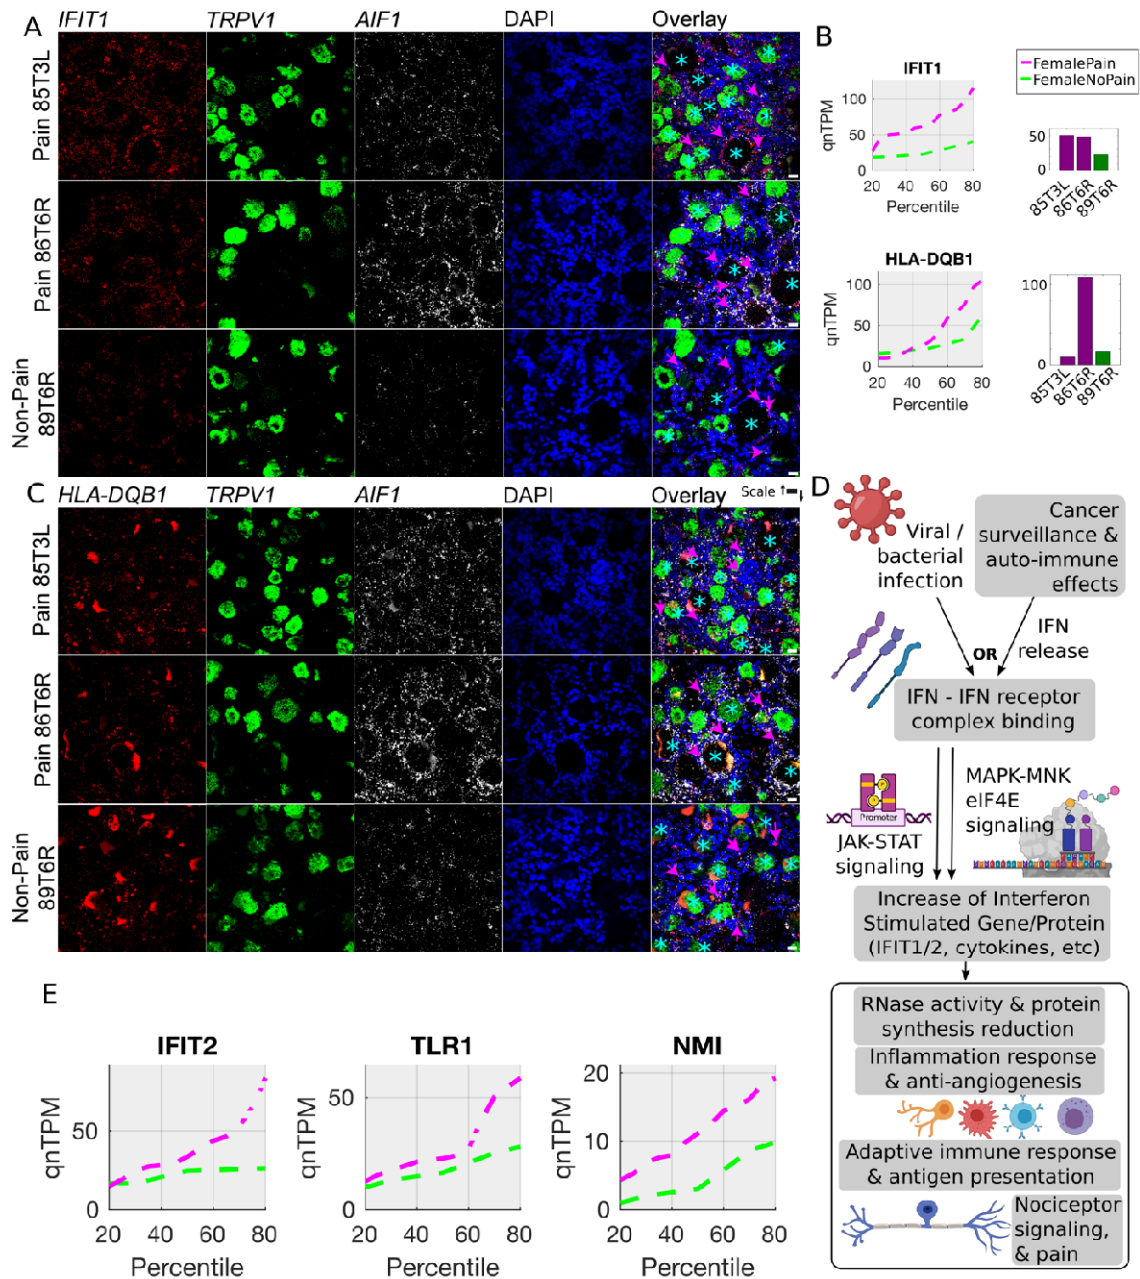 A
IFIT1 TRPV1 AIF1 DAPI Overlay
Pain 85T3L
Pain 86T6R
Non-Pain
89T6R
B
FemalePain
FemaleNoPain
IFIT1
qnTPM
100
50
0
20 40 60 80
Percentile
50
0
85T3L
86T6R
89T6R
HLA-DQB1
qnTPM
100
50
0
20 40 60 80
Percentile
100
0
85T3L
86T6R
89T6R
C
HLA-DQB1 TRPV1 AIF1 DAPI Overlay
Scale ↑
Pain 85T3L
Pain 86T6R
Non-Pain
89T6R
D
Viral /
bacterial
infection
Cancer
surveillance &
auto-immune
effects
OR
IFN
release
IFN - IFN receptor
complex binding
Promoter
JAK-STAT
signaling
MAPK-MNK
eIF4E
signaling
Increase of Interferon
Stimulated Gene/Protein
(IFIT1/2, cytokines, etc)
RNase activity & protein
synthesis reduction
Inflammation response
& anti-angiogenesis
Adaptive immune response
& antigen presentation
Nociceptor
signaling,
& pain
E
IFIT2
qnTPM
50
0
20 40 60 80
Percentile
TLR1
qnTPM
50
0
20 40 60 80
Percentile
NMI
qnTPM
20
10
0
20 40 60 80
Percentile